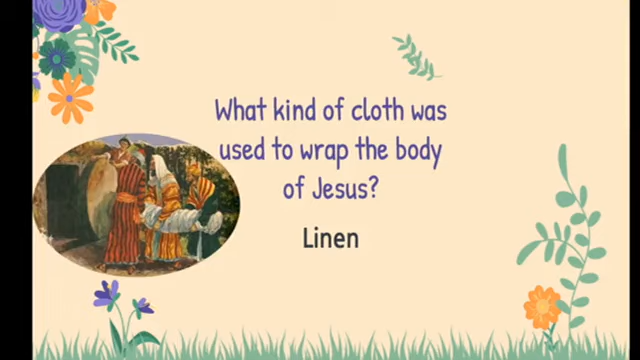 What kind of cloth was
used to wrap the body
of Jesus?
Linen